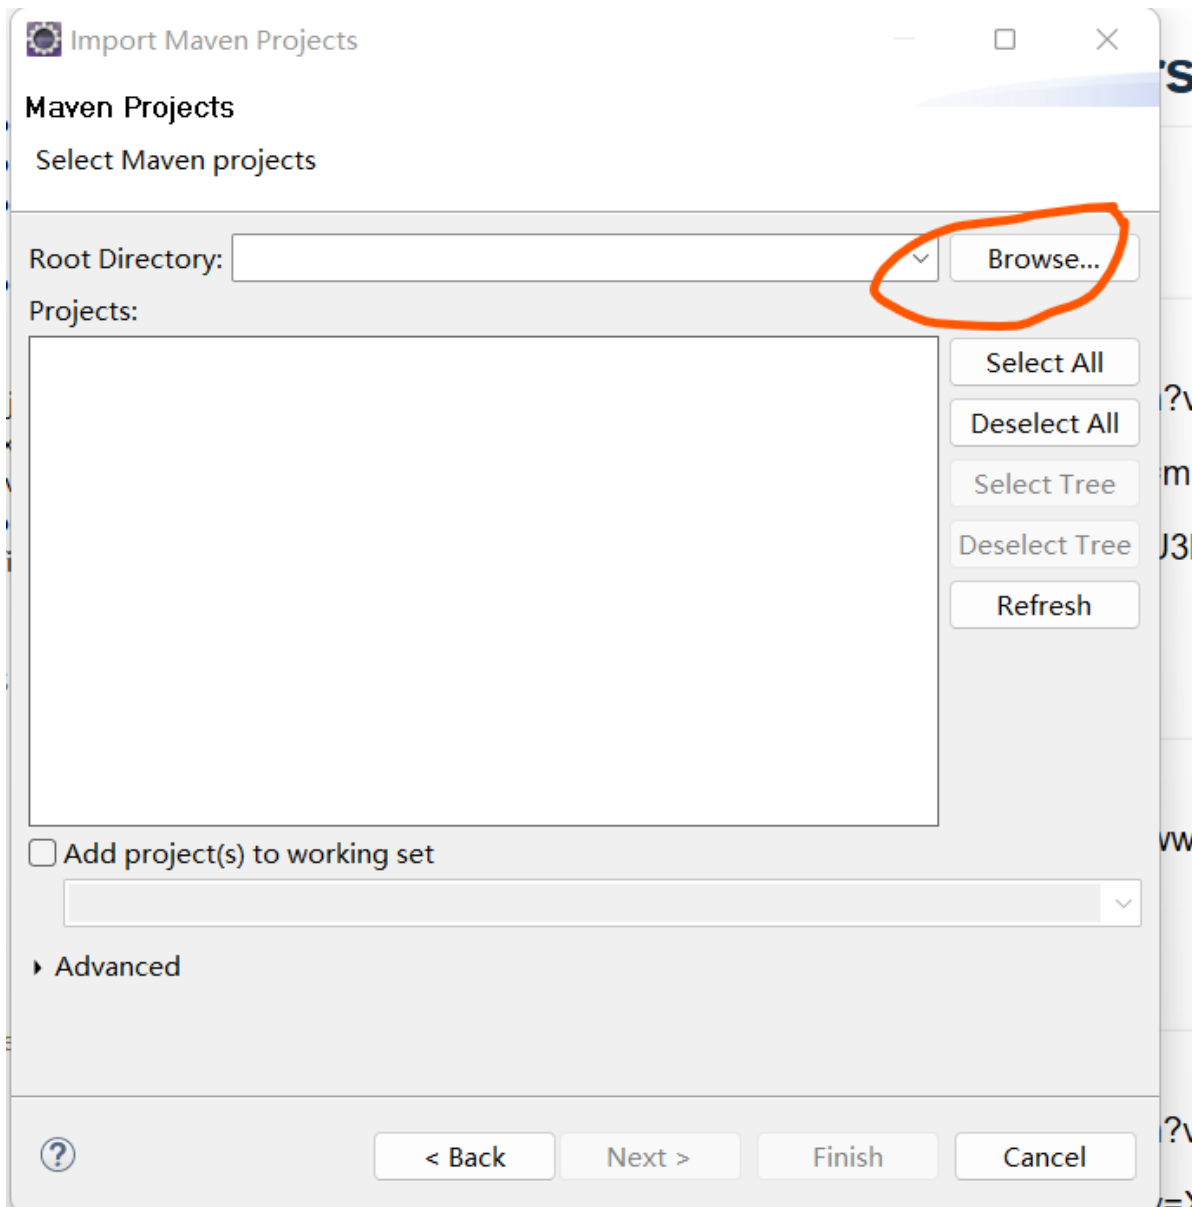 Import Maven Projects
Maven Projects
Select Maven projects
Root Directory:
Browse...
Projects:
Select All
Deselect All
Select Tree
Deselect Tree
Refresh
Add project(s) to working set
Advanced
< Back
Next >
Finish
Cancel